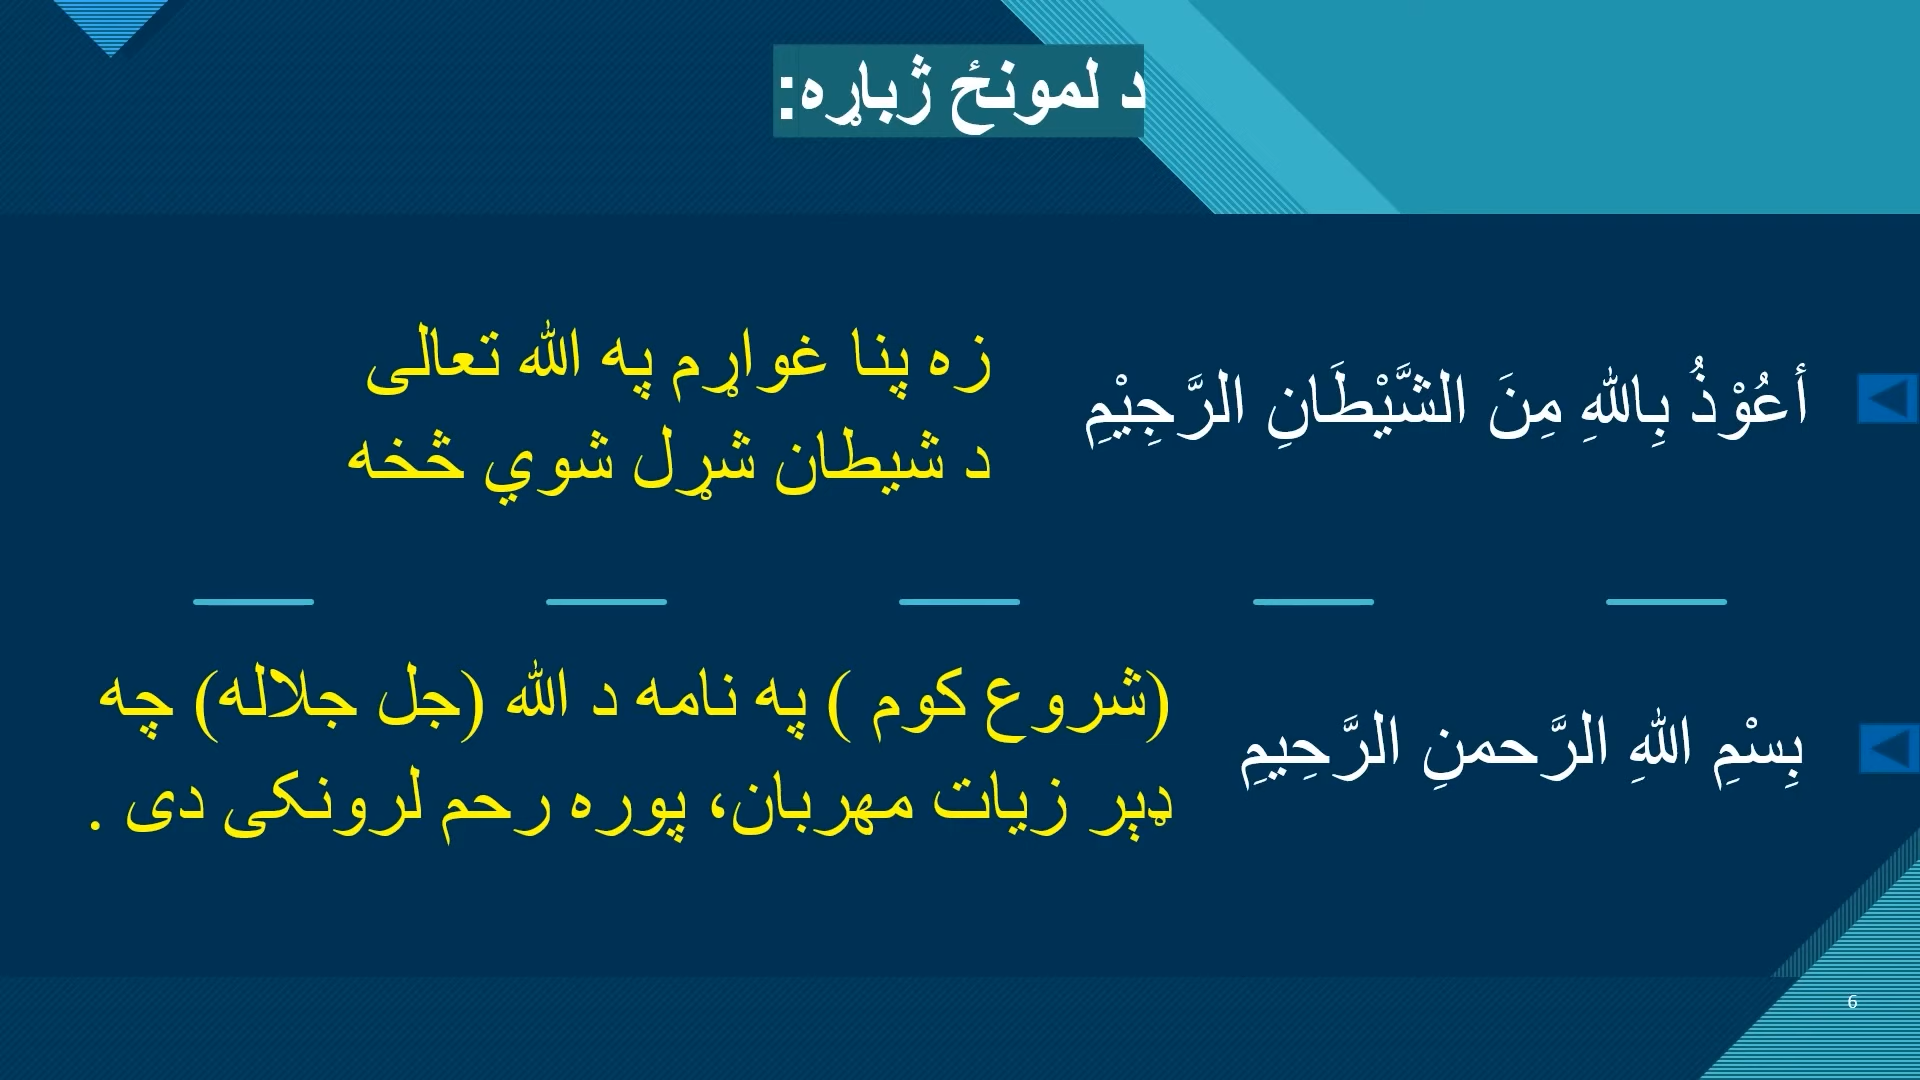 د لمونځ ژباړه:
أعُوْذُ بِاللهِ مِنَ الشَّيْطَانِ الرَّجِيْمِ
زه پنا غواړم په الله تعالی
د شيطان شړل شوي څخه
بِسْمِ اللهِ الرَّحمنِ الرَّحِيمِ
(شروع کوم ) په نامه د الله (جل جلاله) چه
ډېر زيات مهربان، پوره رحم لرونکی دی .
6